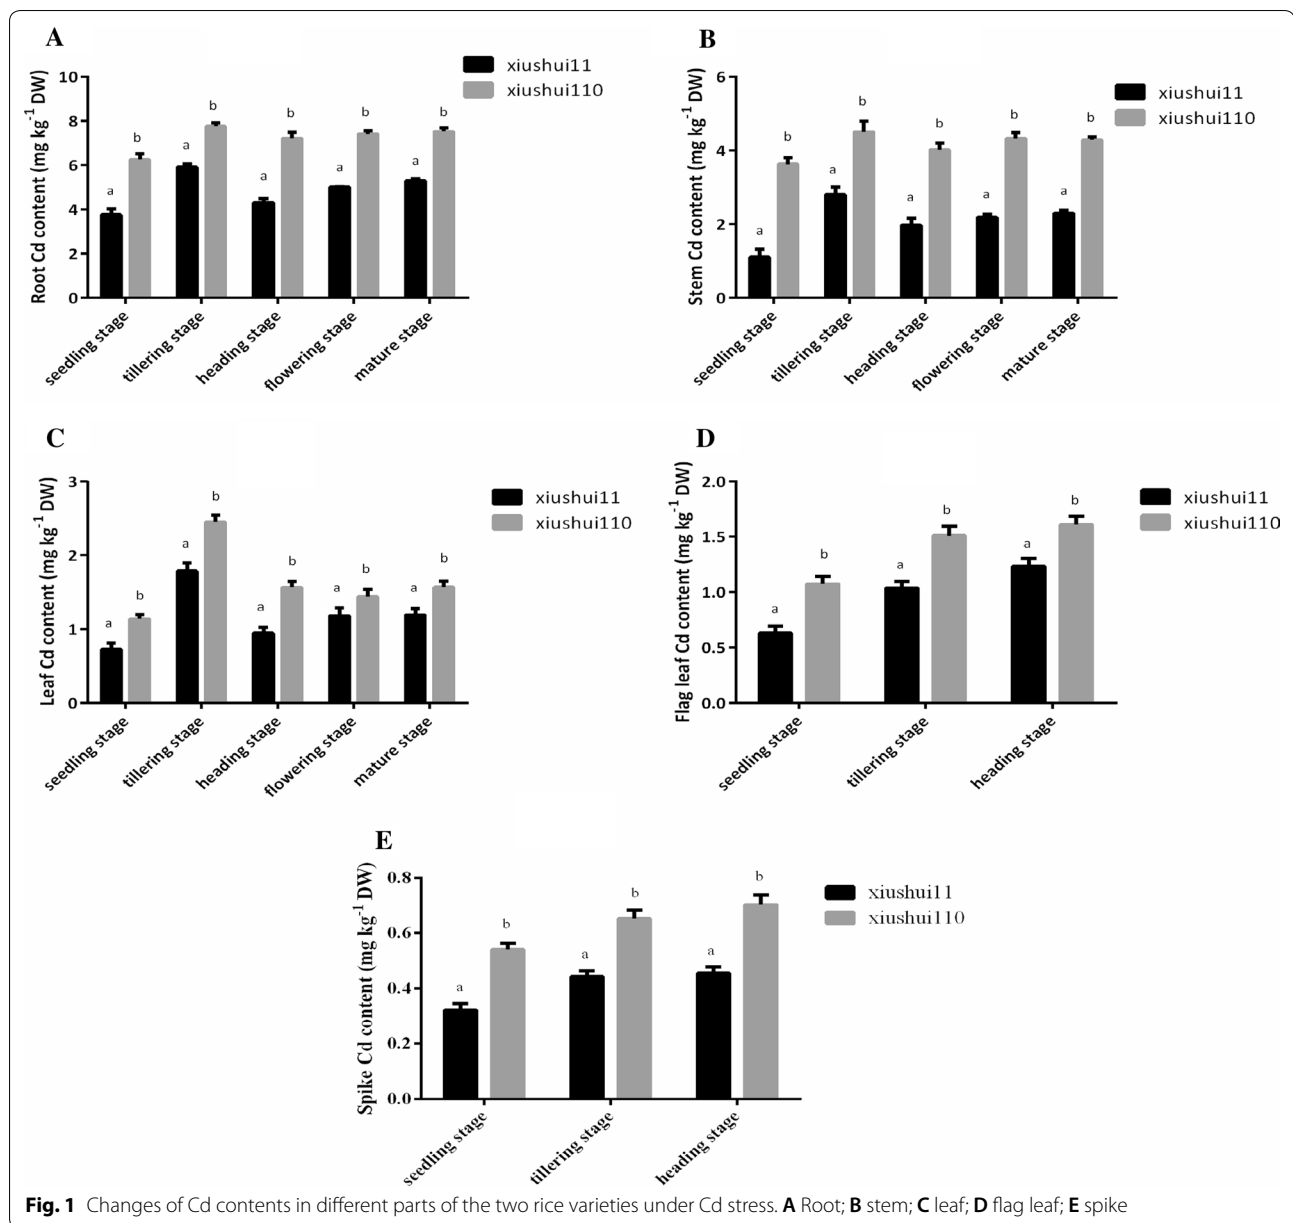 A
xiushui11
xiushui110
Root Cd content (mg kg-1 DW)
10
8
6
4
2
0
a
b
a
b
a
b
a
b
a
b
seedling stage
tillering stage
heading stage
flowering stage
mature stage
B
xiushui11
xiushui110
Stem Cd content (mg kg-1 DW)
6
4
2
0
a
b
a
b
a
b
a
b
a
b
seedling stage
tillering stage
heading stage
flowering stage
mature stage
C
xiushui11
xiushui110
Leaf Cd content (mg kg-1 DW)
3
2
1
0
a
b
a
b
a
b
a
b
a
b
seedling stage
tillering stage
heading stage
flowering stage
mature stage
D
xiushui11
xiushui110
Flag leaf Cd content (mg kg-1 DW)
2.0
1.5
1.0
0.5
0.0
a
b
a
b
a
b
seedling stage
tillering stage
heading stage
E
xiushui11
xiushui110
Spike Cd content (mg kg-1 DW)
0.8
0.6
0.4
0.2
0.0
a
b
a
b
a
b
seedling stage
tillering stage
heading stage
Fig. 1 Changes of Cd contents in different parts of the two rice varieties under Cd stress. A Root; B stem; C leaf; D flag leaf; E spike